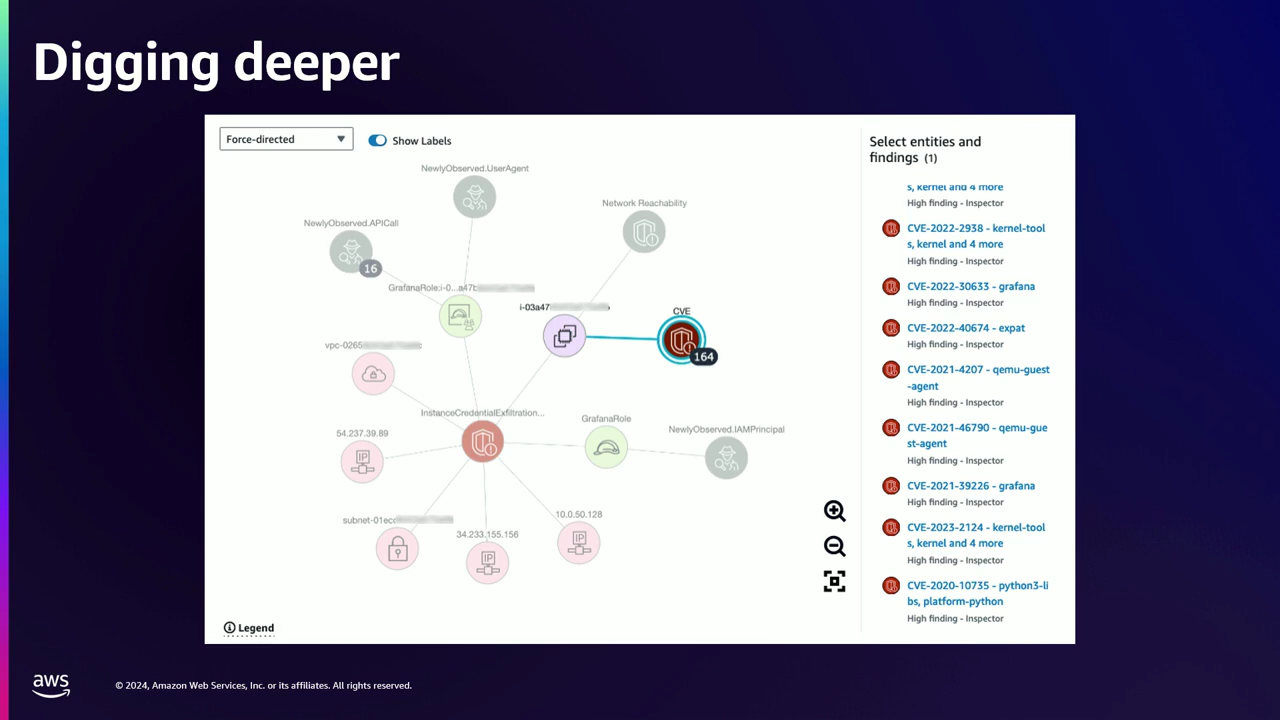 Digging deeper
Force-directed
Show Labels
NewlyObserved.UserAgent
Network Reachability
NewlyObserved.APICall
16
GrafanaRole:i-0...a47
i-03a47
CVE
164
vpc-0265
InstanceCredentialExfiltration...
GrafanaRole
NewlyObserved.IAMPrincipal
54.237.39.89
IP
subnet-01ec
34.233.155.156
IP
10.0.50.128
IP
Legend
Select entities and
findings (1)
s, kernel and 4 more
High finding - Inspector
CVE-2022-2938 - kernel-tool
s, kernel and 4 more
High finding - Inspector
CVE-2022-30633 - grafana
High finding - Inspector
CVE-2022-40674 - expat
High finding - Inspector
CVE-2021-4207 - qemu-guest
-agent
High finding - Inspector
CVE-2021-46790 - qemu-gue
st-agent
High finding - Inspector
CVE-2021-39226 - grafana
High finding - Inspector
CVE-2023-2124 - kernel-tool
s, kernel and 4 more
High finding - Inspector
CVE-2020-10735 - python3-li
bs, platform-python
High finding - Inspector
aws
© 2024, Amazon Web Services, Inc. or its affiliates. All rights reserved.